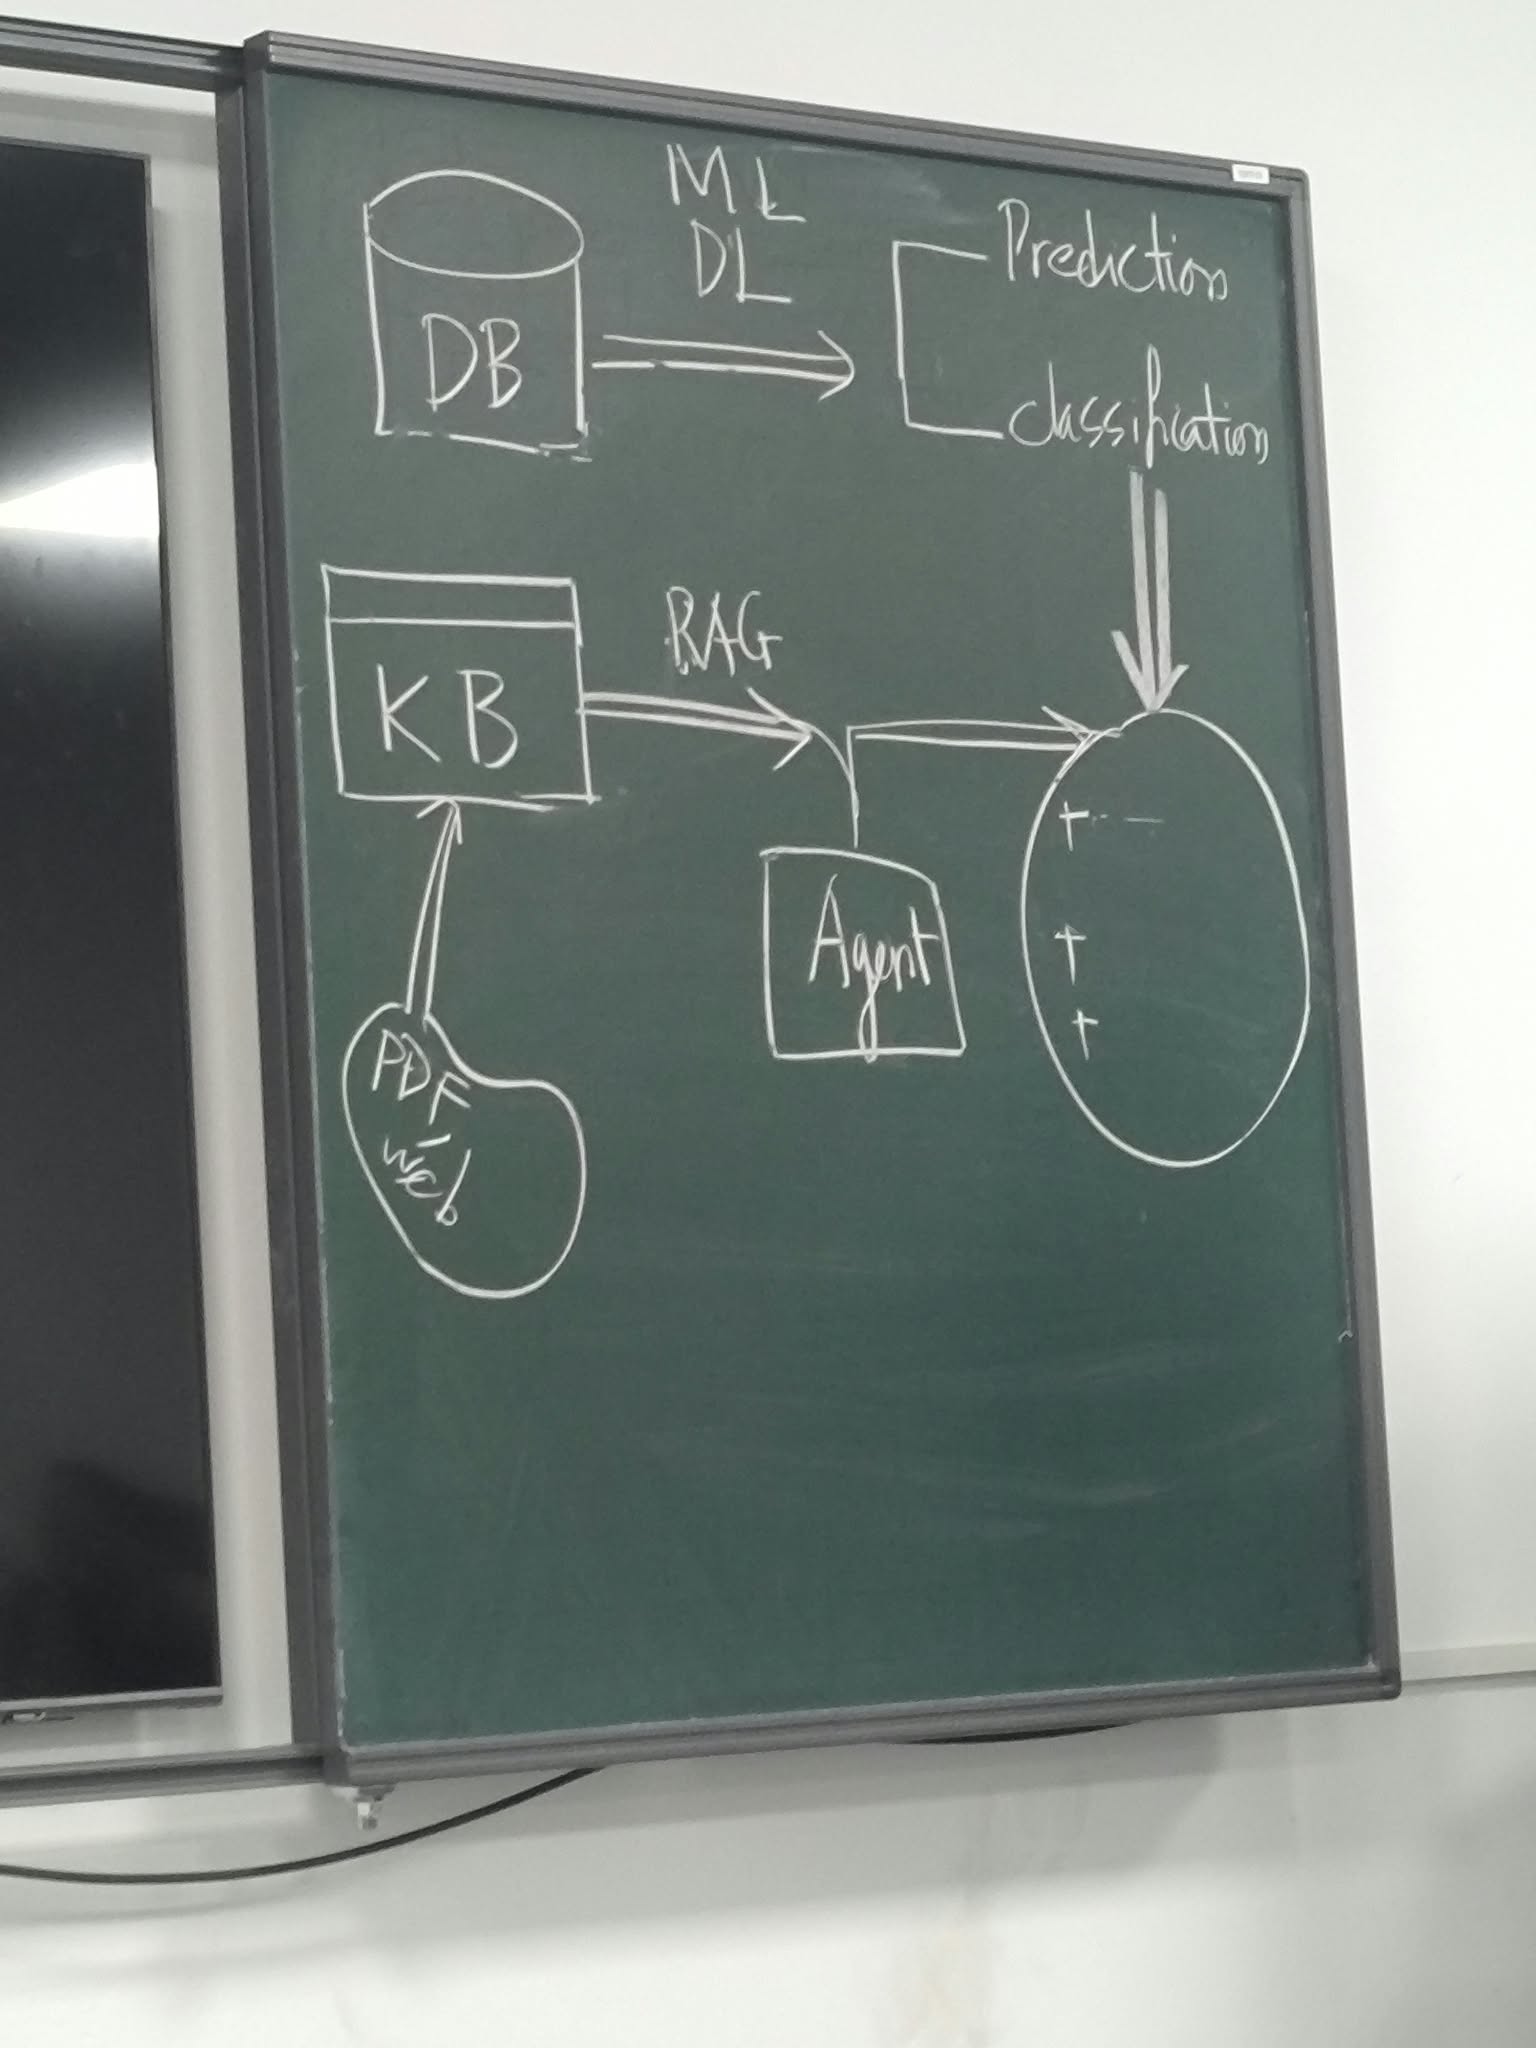 ML
DL
DB
Prediction
classification
RAG
KB
Agent
+
+
+
PDF
Web